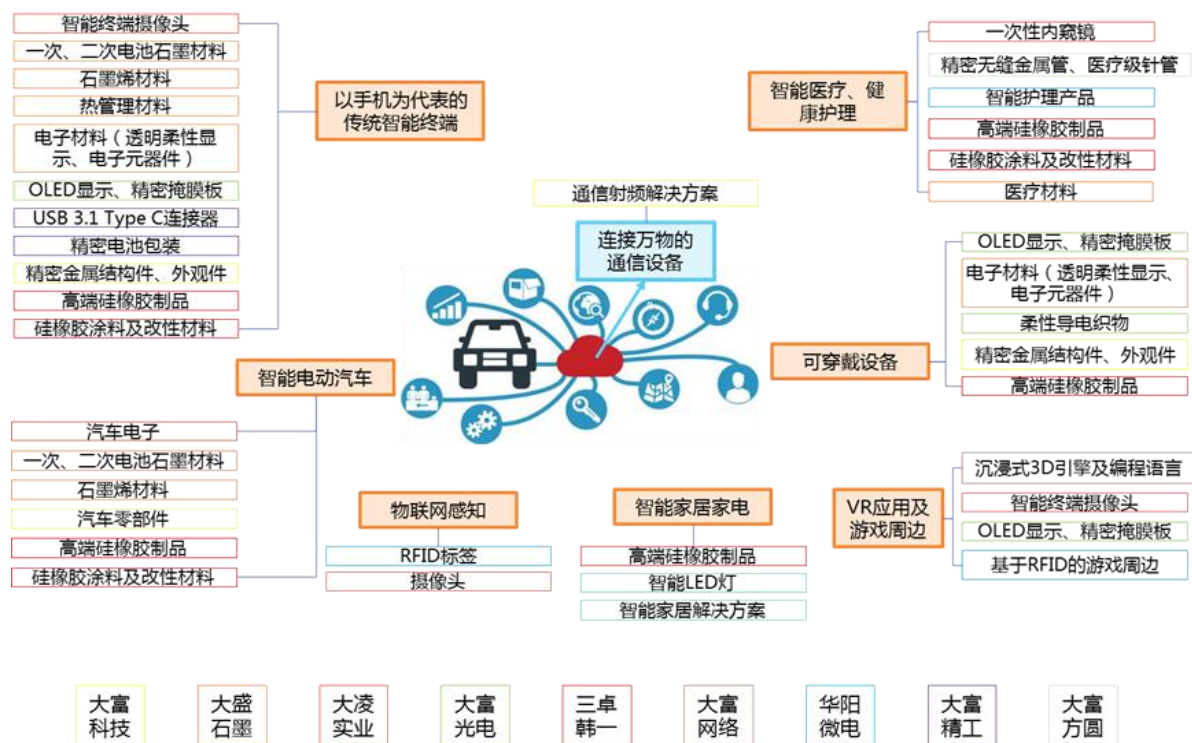 智能终端摄像头
一次、二次电池石墨材料
石墨烯材料
热管理材料
电子材料（透明柔性显
示、电子元器件）
OLED显示、精密掩膜板
USB 3.1 Type C连接器
精密电池包装
精密金属结构件、外观件
高端硅橡胶制品
硅橡胶涂料及改性材料
以手机为代表的
传统智能终端
智能医疗、健
康护理
一次性内窥镜
精密无缝金属管、医疗级针管
智能护理产品
高端硅橡胶制品
硅橡胶涂料及改性材料
医疗材料
通信射频解决方案
连接万物的
通信设备
可穿戴设备
OLED显示、精密掩膜板
电子材料（透明柔性显示、
电子元器件）
柔性导电织物
精密金属结构件、外观件
高端硅橡胶制品
智能电动汽车
汽车电子
一次、二次电池石墨材料
石墨烯材料
汽车零部件
高端硅橡胶制品
硅橡胶涂料及改性材料
物联网感知
RFID标签
摄像头
智能家居家电
高端硅橡胶制品
智能LED灯
智能家居解决方案
VR应用及
游戏周边
沉浸式3D引擎及编程语言
智能终端摄像头
OLED显示、精密掩膜板
基于RFID的游戏周边
大富
科技
大盛
石墨
大凌
实业
大富
光电
三卓
韩一
大富
网络
华阳
微电
大富
精工
大富
方圆